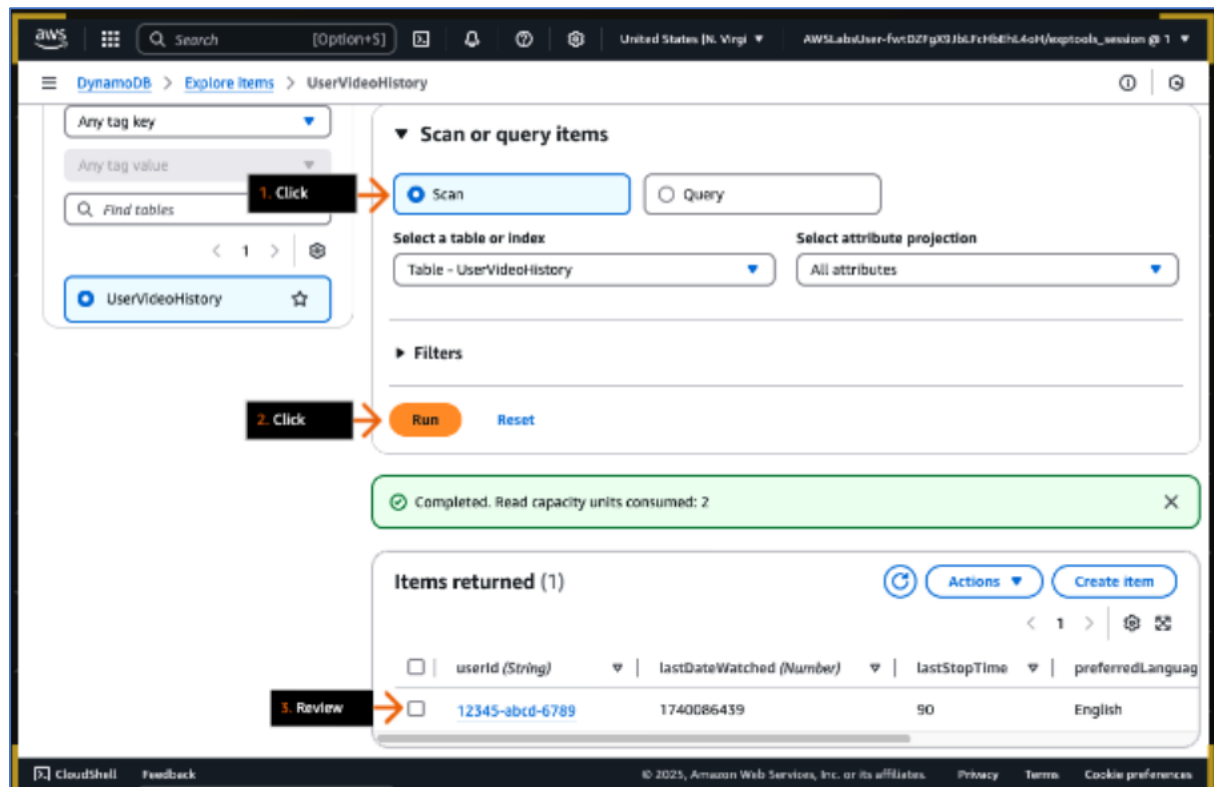 aws Search [Option+S] United States (N. Virgi
DynamoDB > Explore Items > UserVideoHistory
Any tag key
Any tag value
Find tables
< 1 >
UserVideoHistory
Scan or query items
1. Click
Scan Query
Select a table or index Select attribute projection
Table - UserVideoHistory All attributes
Filters
2. Click
Run Reset
Completed. Read capacity units consumed: 2
Items returned (1)
Actions Create item
< 1 >
userId (String) lastDateWatched (Number) lastStopTime preferredLanguag
3. Review
12345-abcd-6789 1740086439 90 English
CloudShell Feedback © 2025, Amazon Web Services, Inc. or its affiliates. Privacy Terms Cookie preferences